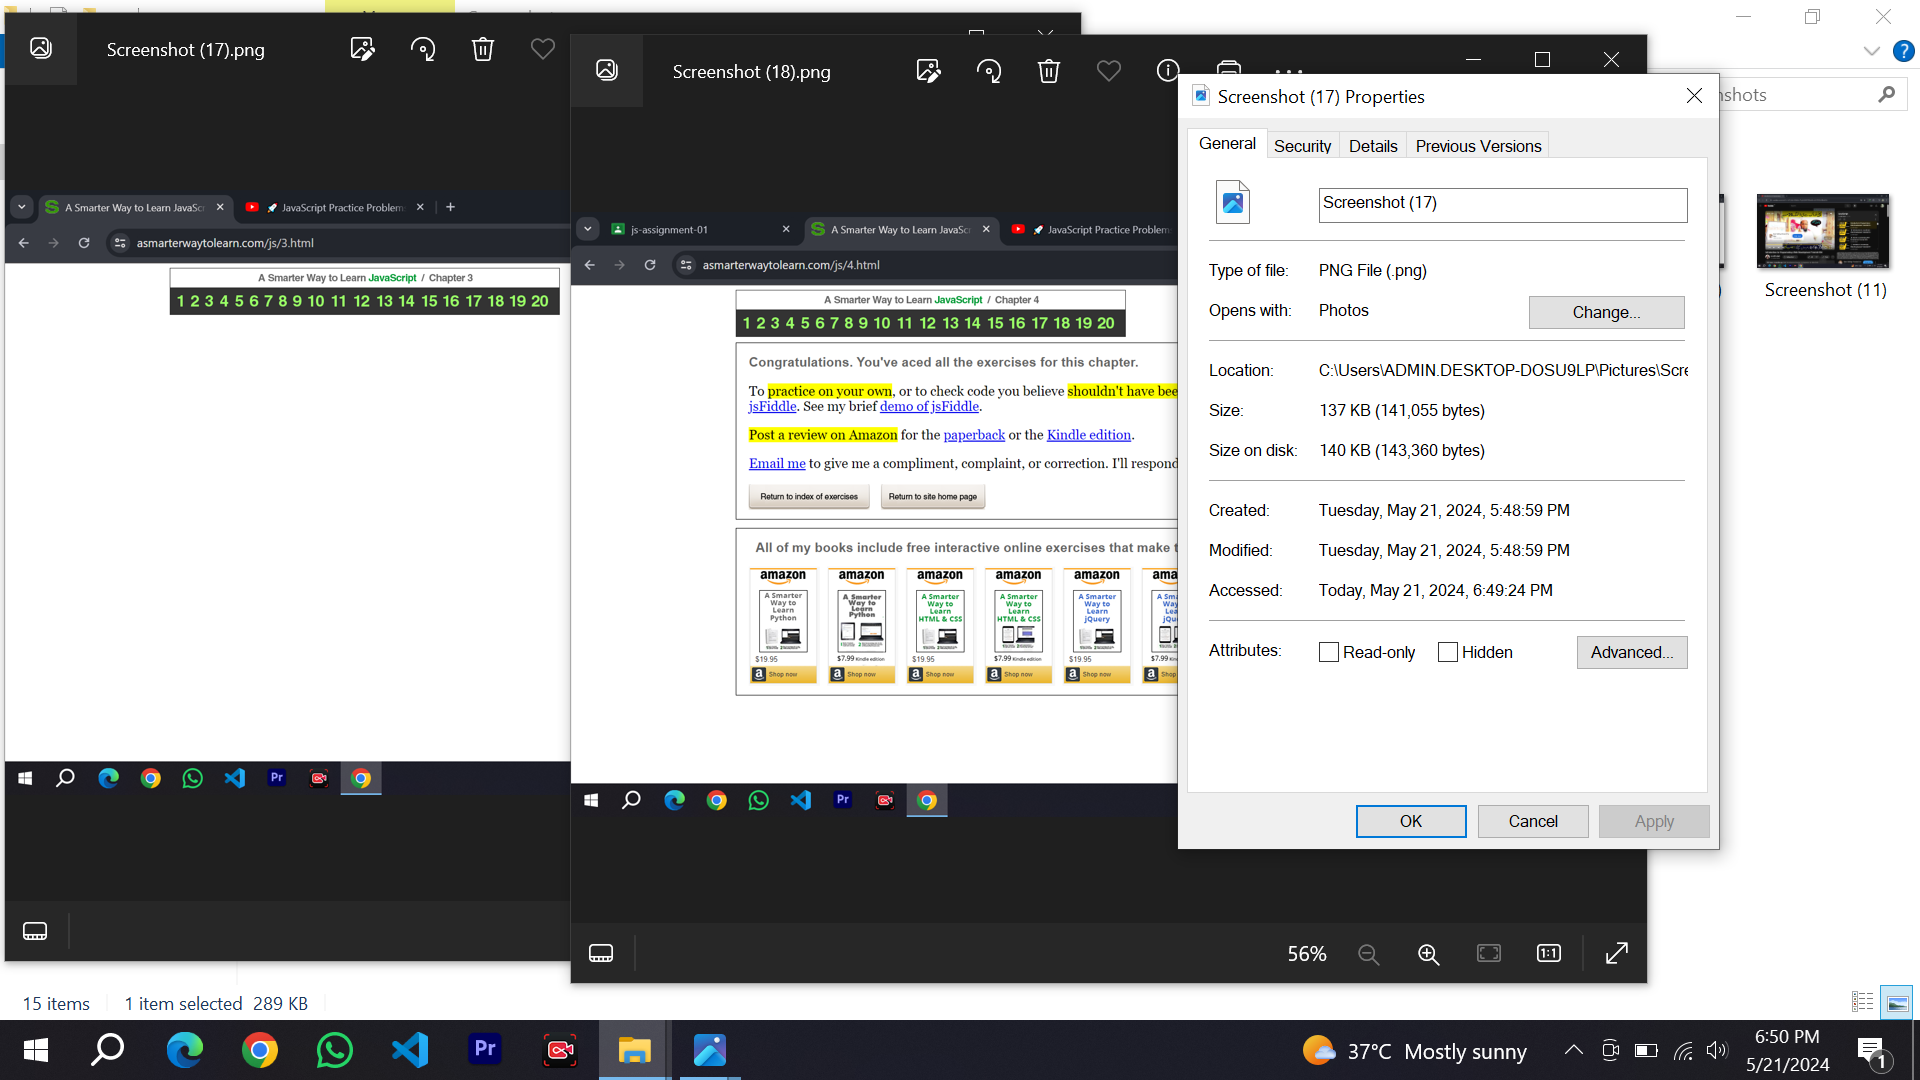 Screenshot (17).png
A Smarter Way to Learn JavaSc
JavaScript Practice Problem
asmarterwaytolearn.com/js/3.html
A Smarter Way to Learn JavaScript / Chapter 3
1 2 3 4 5 6 7 8 9 10 11 12 13 14 15 16 17 18 19 20
Pr
Screenshot (18).png
js-assignment-01
A Smarter Way to Learn JavaSc
JavaScript Practice Problem
asmarterwaytolearn.com/js/4.html
A Smarter Way to Learn JavaScript / Chapter 4
1 2 3 4 5 6 7 8 9 10 11 12 13 14 15 16 17 18 19 20
Congratulations. You've aced all the exercises for this chapter.
To practice on your own, or to check code you believe shouldn't have bee
jsFiddle. See my brief demo of jsFiddle.
Post a review on Amazon for the paperback or the Kindle edition.
Email me to give me a compliment, complaint, or correction. I'll respond
Return to index of exercises Return to site home page
All of my books include free interactive online exercises that make t
amazon amazon amazon amazon amazon ama
A Smarter Way to Learn Python
A Smarter Way to Learn Python
A Smarter Way to Learn HTML & CSS
A Smarter Way to Learn HTML & CSS
A Smarter Way to Learn jQuery
$19.95 $7.99 Kindle edition $19.95 $7.99 Kindle edition $19.95 $7.99 Kin
Shop now Shop now Shop now Shop now Shop now Shop
Pr
56%
1:1
Screenshot (17) Properties
General Security Details Previous Versions
Screenshot (17)
Type of file: PNG File (.png)
Opens with: Photos Change...
Location: C:\Users\ADMIN.DESKTOP-DOSU9LP\Pictures\Scre
Size: 137 KB (141,055 bytes)
Size on disk: 140 KB (143,360 bytes)
Created: Tuesday, May 21, 2024, 5:48:59 PM
Modified: Tuesday, May 21, 2024, 5:48:59 PM
Accessed: Today, May 21, 2024, 6:49:24 PM
Attributes: Read-only Hidden Advanced...
OK Cancel Apply
nshots
Screenshot (11)
15 items 1 item selected 289 KB
Pr
37°C Mostly sunny
6:50 PM
5/21/2024
1